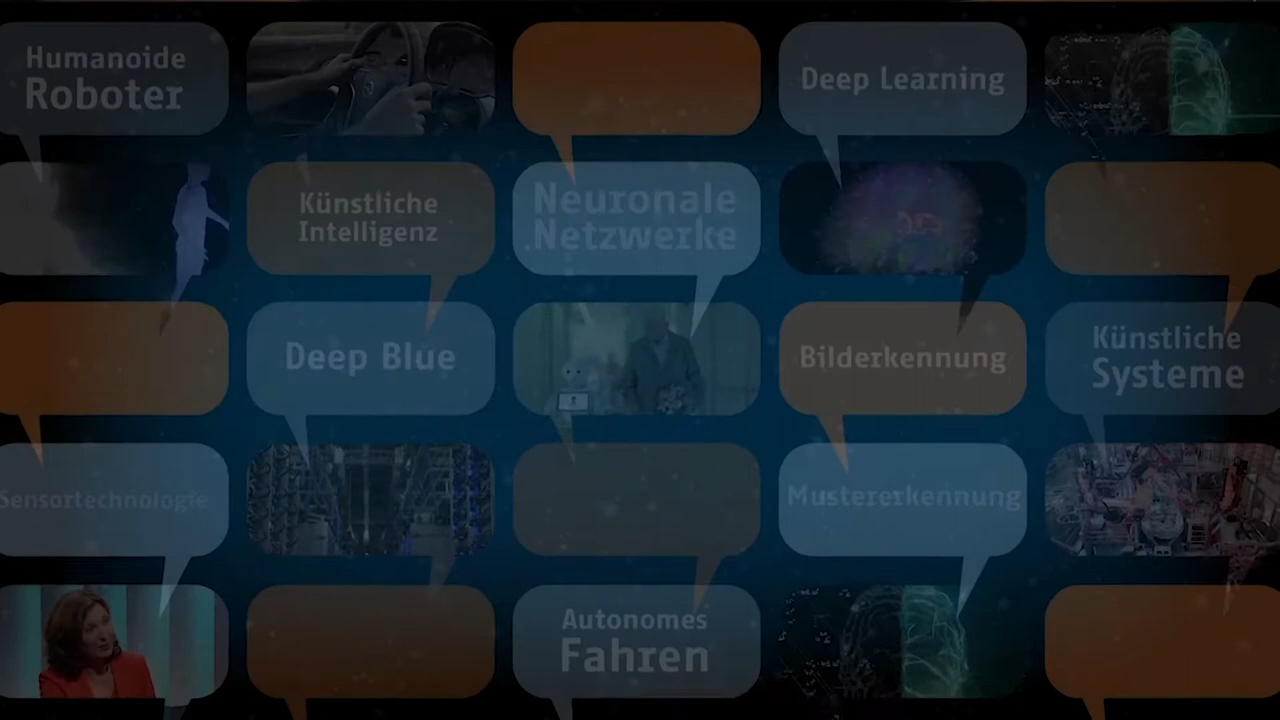 Humanoide
Roboter
Deep Learning
Künstliche
Intelligenz
Neuronale
Netzwerke
Deep Blue
Bilderkennung
Künstliche
Systeme
Sensortechnologie
Mustererkennung
Autonomes
Fahren